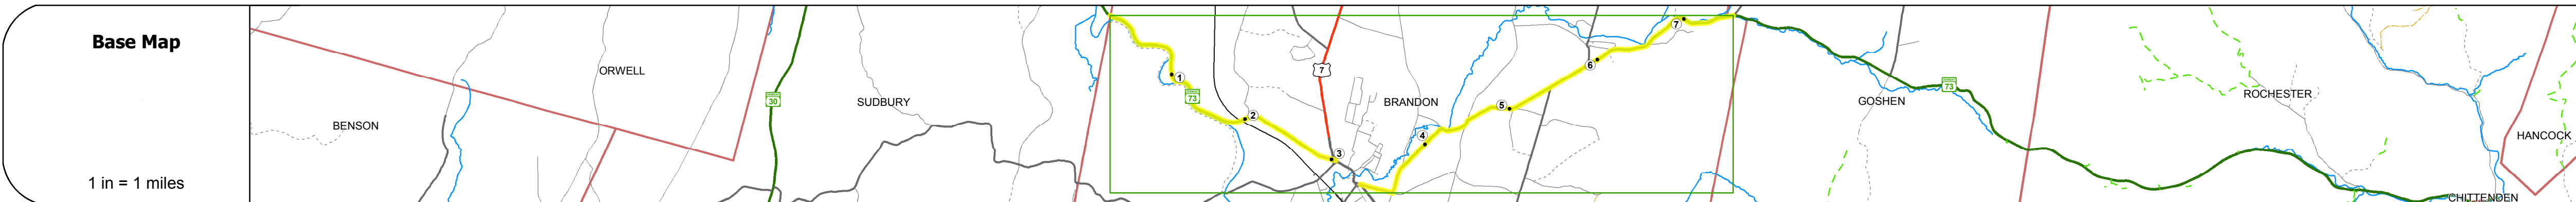 Base Map
1 in = 1 miles
BENSON
ORWELL
30
SUDBURY
1
73
2
7
3
BRANDON
4
5
6
7
GOSHEN
73
ROCHESTER
HANCOCK
CHITTENDEN